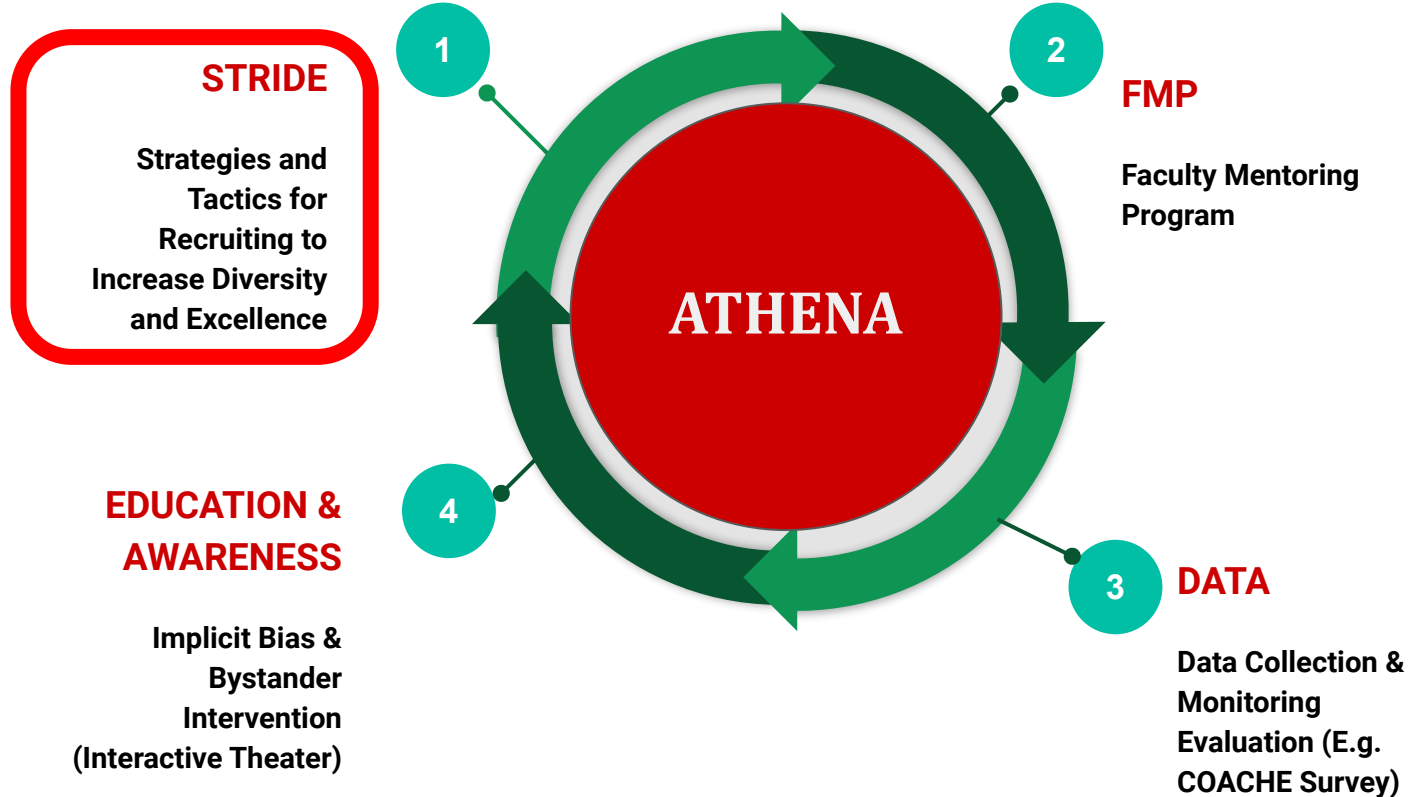 1
STRIDE
Strategies and
Tactics for
Recruiting to
Increase Diversity
and Excellence
2
FMP
Faculty Mentoring
Program
ATHENA
4
EDUCATION &
AWARENESS
Implicit Bias &
Bystander
Intervention
(Interactive Theater)
3
DATA
Data Collection &
Monitoring
Evaluation (E.g.
COACHE Survey)